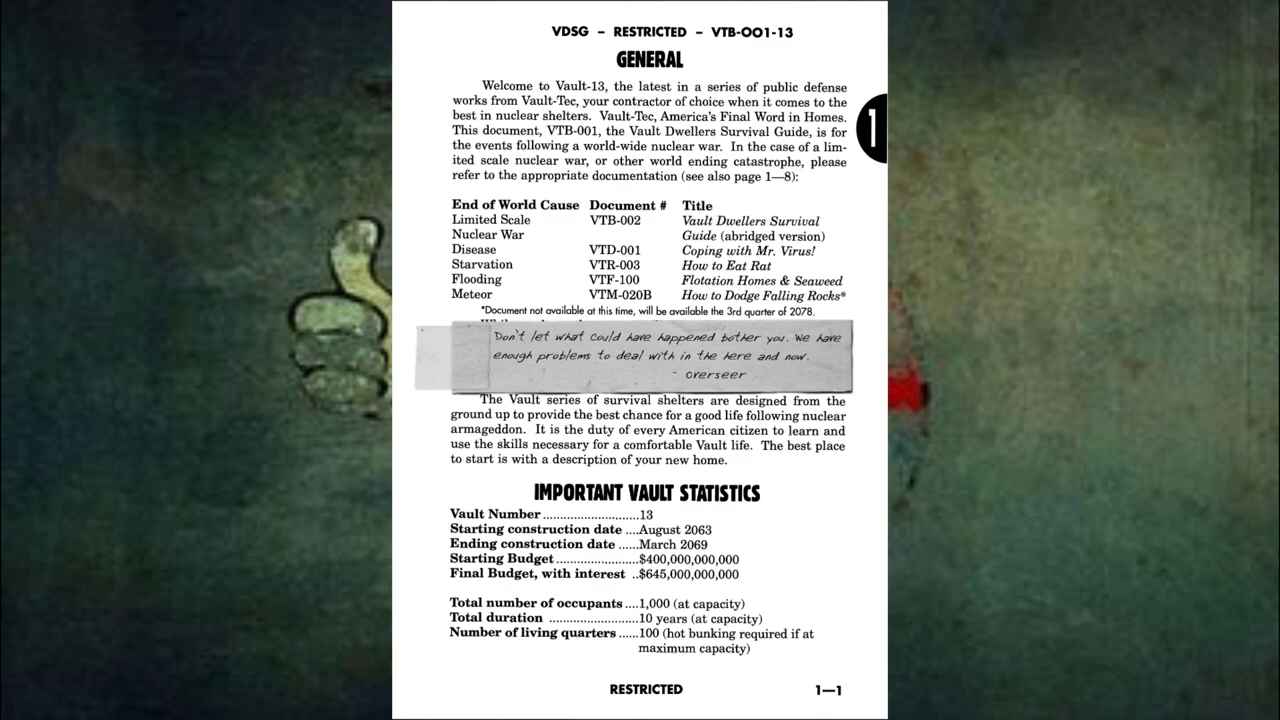 VDSG – RESTRICTED – VTB-001-13
GENERAL
Welcome to Vault-13, the latest in a series of public defense
works from Vault-Tec, your contractor of choice when it comes to the
best in nuclear shelters. Vault-Tec, America's Final Word in Homes.
This document, VTB-001, the Vault Dwellers Survival Guide, is for
the events following a world-wide nuclear war. In the case of a lim-
ited scale nuclear war, or other world ending catastrophe, please
refer to the appropriate documentation (see also page 1—8):
1
End of World Cause Document # Title
Limited Scale VTB-002 Vault Dwellers Survival
Nuclear War Guide (abridged version)
Disease VTD-001 Coping with Mr. Virus!
Starvation VTR-003 How to Eat Rat
Flooding VTF-100 Flotation Homes & Seaweed
Meteor VTM-020B How to Dodge Falling Rocks*
*Document not available at this time, will be available the 3rd quarter of 2078.
Don't let what could have happened bother you. We have
enough problems to deal with in the here and now.
- overseer
The Vault series of survival shelters are designed from the
ground up to provide the best chance for a good life following nuclear
armageddon. It is the duty of every American citizen to learn and
use the skills necessary for a comfortable Vault life. The best place
to start is with a description of your new home.
IMPORTANT VAULT STATISTICS
Vault Number ..........................13
Starting construction date ....August 2063
Ending construction date ......March 2069
Starting Budget .......................$400,000,000,000
Final Budget, with interest ..$645,000,000,000
Total number of occupants ....1,000 (at capacity)
Total duration .........................10 years (at capacity)
Number of living quarters ......100 (hot bunking required if at
maximum capacity)
RESTRICTED 1—1